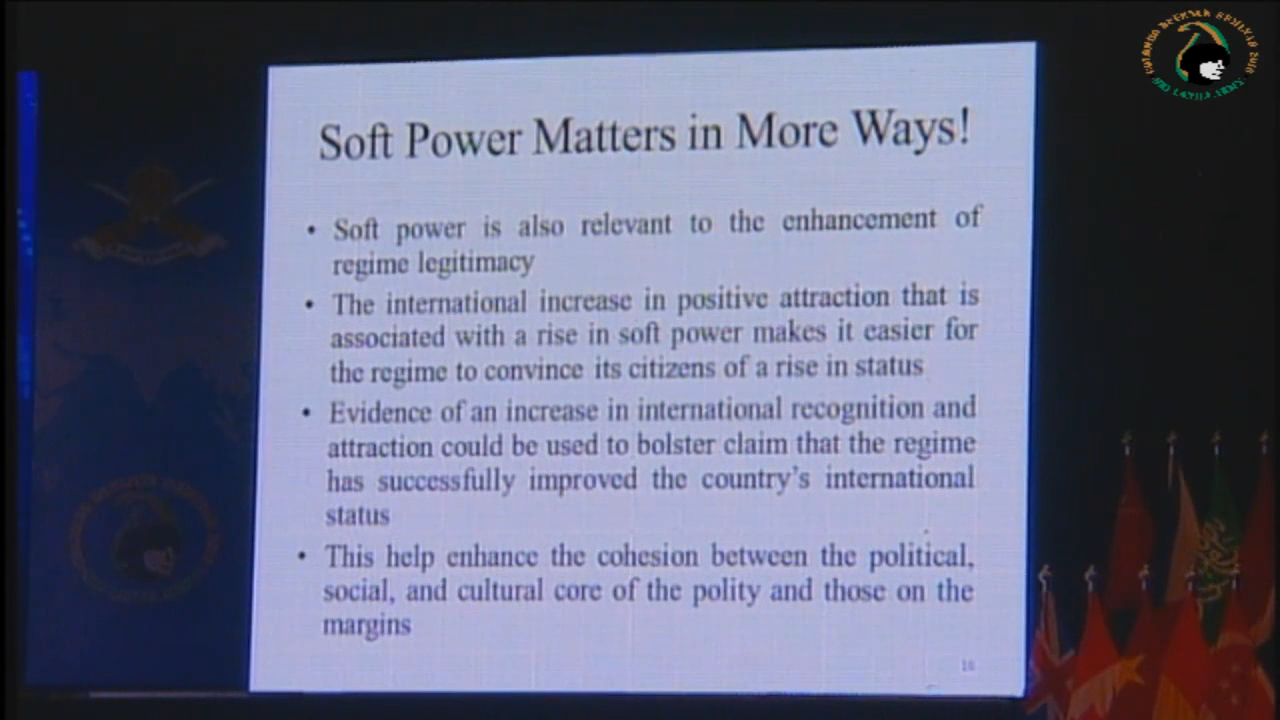 Soft Power Matters in More Ways!
• Soft power is also relevant to the enhancement of
regime legitimacy
• The international increase in positive attraction that is
associated with a rise in soft power makes it easier for
the regime to convince its citizens of a rise in status
• Evidence of an increase in international recognition and
attraction could be used to bolster claim that the regime
has successfully improved the country's international
status
• This help enhance the cohesion between the political,
social, and cultural core of the polity and those on the
margins